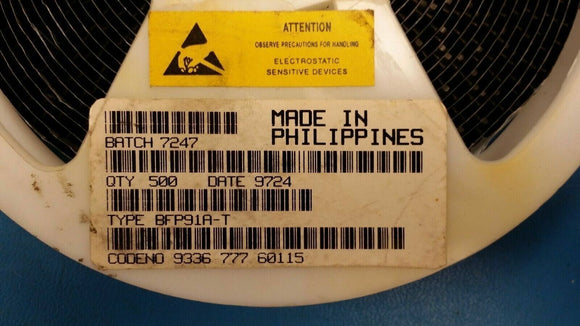 ATTENTION
OBSERVE PRECAUTIONS FOR HANDLING
ELECTROSTATIC
SENSITIVE DEVICES
MADE IN
PHILIPPINES
BATCH 7247
QTY 500 DATE 9724
TYPE BFP91A-T
CODENO 9336 777 60115